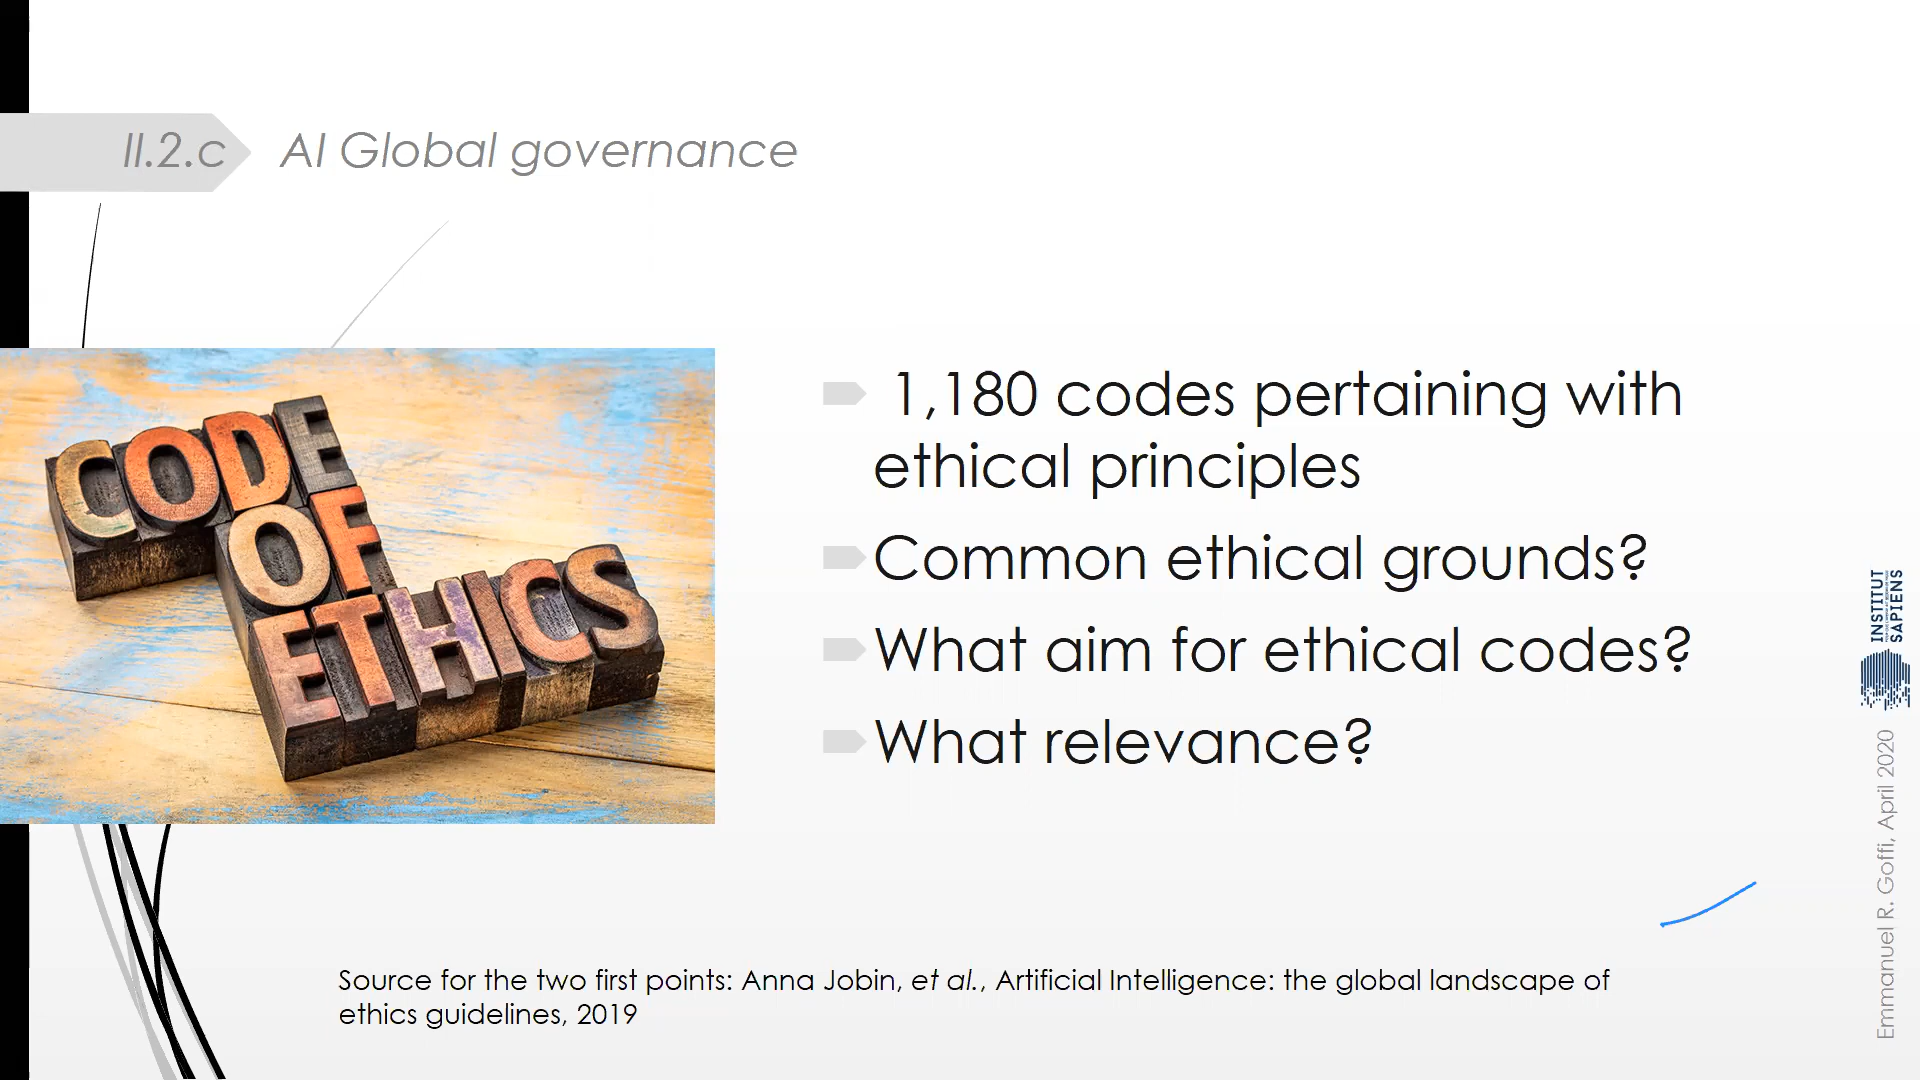 II.2.c AI Global governance
CODE
OF
ETHICS
1,180 codes pertaining with
ethical principles
Common ethical grounds?
What aim for ethical codes?
What relevance?
Source for the two first points: Anna Jobin, et al., Artificial Intelligence: the global landscape of
ethics guidelines, 2019
INSTITUT
SAPIENS
Emmanuel R. Goffi, April 2020